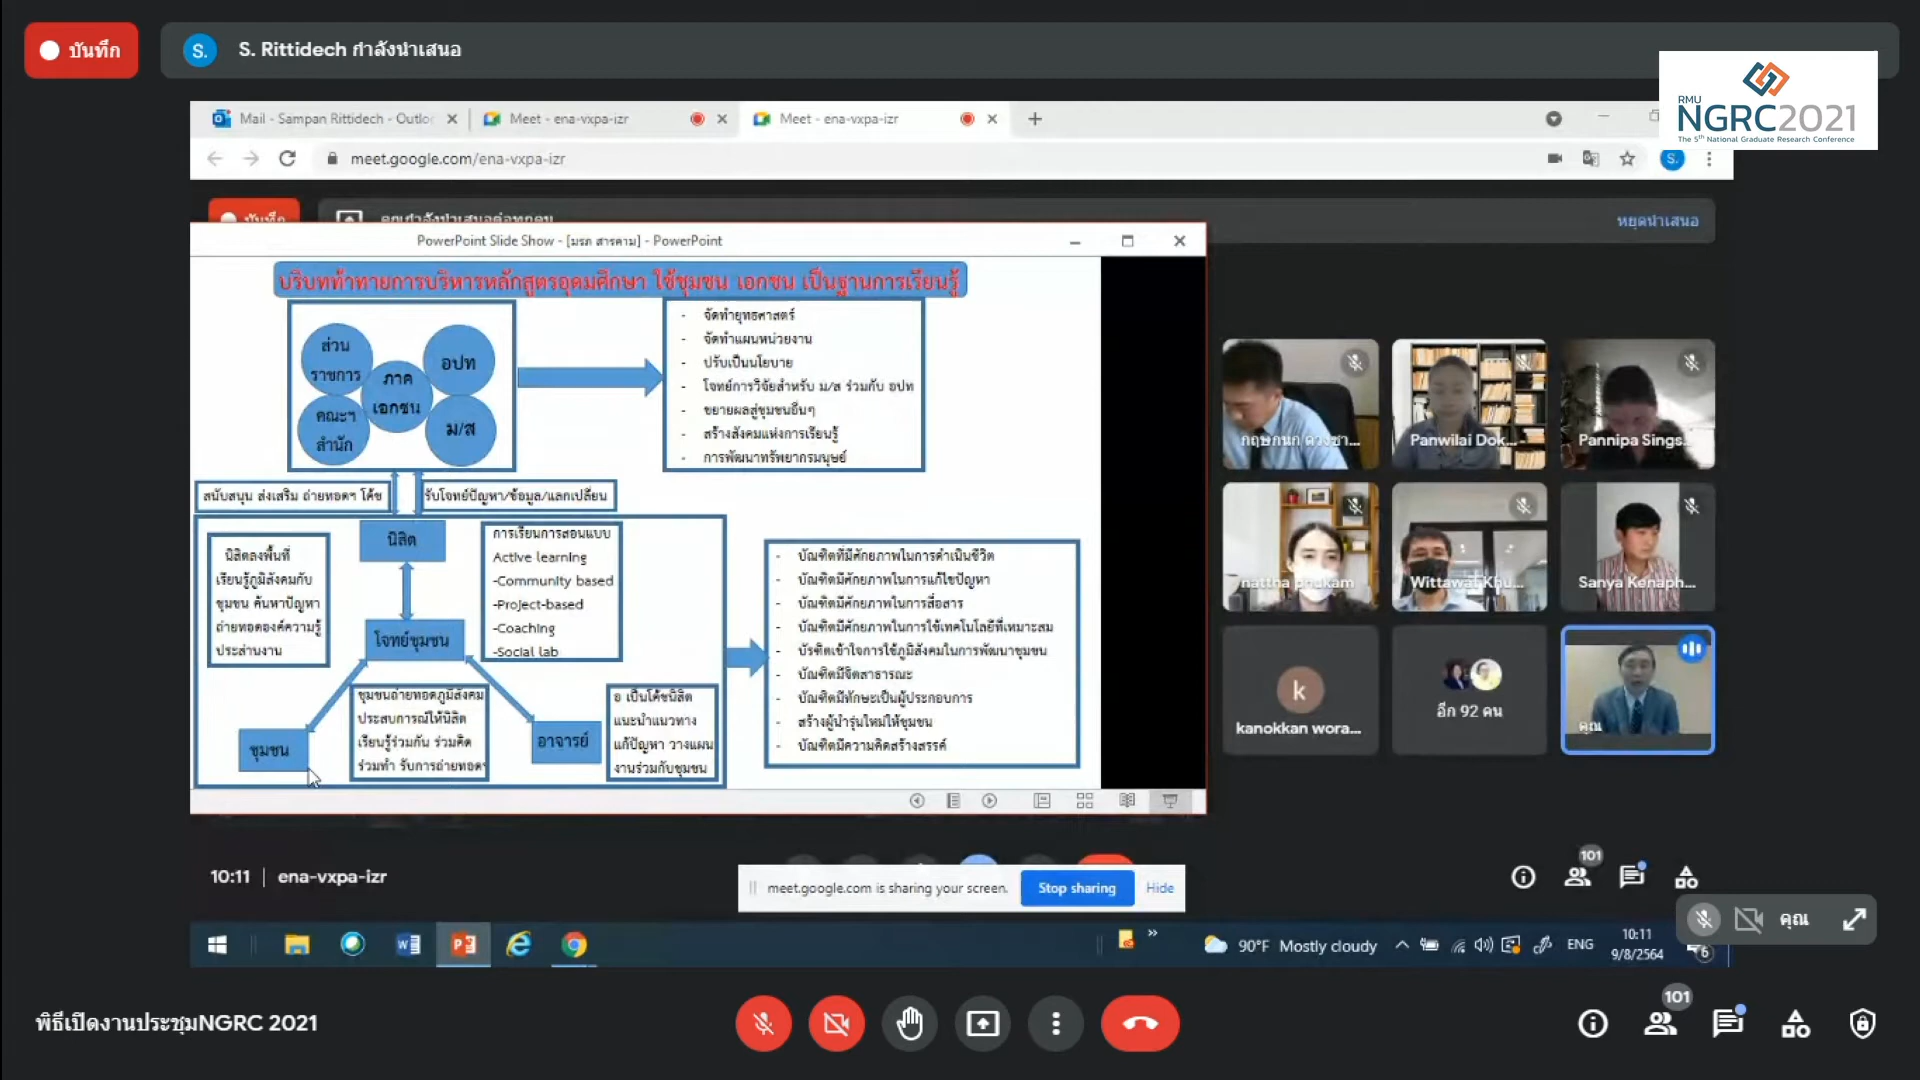 บันทึก
S.
S. Rittidech กำลังนำเสนอ
RMU
NGRC2021
The 5th National Graduate Research Conference
Mail - Sampan Rittidech - Outlo
Meet - ena-vxpa-izr
Meet - ena-vxpa-izr
meet.google.com/ena-vxpa-izr
S.
บันทึก
คุณกำลังนำเสนอต่อทุกคน
หยุดนำเสนอ
PowerPoint Slide Show - [มรภ สารคาม] - PowerPoint
บริบทท้าทายการบริหารหลักสูตรอุดมศึกษา ใช้ชุมชน เอกชน เป็นฐานการเรียนรู้
ส่วน
ราชการ
ภาค
เอกชน
อปท
คณะฯ
สำนัก
ม/ส
- จัดทำยุทธศาสตร์
- จัดทำแผนหน่วยงาน
- ปรับเป็นนโยบาย
- โจทย์การวิจัยสำหรับ ม/ส ร่วมกับ อปท
- ขยายผลสู่ชุมชนอื่นๆ
- สร้างสังคมแห่งการเรียนรู้
- การพัฒนาทรัพยากรมนุษย์
สนับสนุน ส่งเสริม ถ่ายทอดฯ โค้ช
รับโจทย์ปัญหา/ข้อมูล/แลกเปลี่ยน
นิสิตลงพื้นที่
เรียนรู้ภูมิสังคมกับ
ชุมชน ค้นหาปัญหา
ถ่ายทอดองค์ความรู้
ประสานงาน
นิสิต
การเรียนการสอนแบบ
Active learning
-Community based
-Project-based
-Coaching
-Social lab
โจทย์ชุมชน
ชุมชน
ชุมชนถ่ายทอดภูมิสังคม
ประสบการณ์ให้นิสิต
เรียนรู้ร่วมกัน ร่วมคิด
ร่วมทำ รับการถ่ายทอดฯ
อาจารย์
อ เป็นโค้ชนิสิต
แนะนำแนวทาง
แก้ปัญหา วางแผน
งานร่วมกับชุมชน
- บัณฑิตที่มีศักยภาพในการดำเนินชีวิต
- บัณฑิตมีศักยภาพในการแก้ไขปัญหา
- บัณฑิตมีศักยภาพในการสื่อสาร
- บัณฑิตมีศักยภาพในการใช้เทคโนโลยีที่เหมาะสม
- บัรฑิตเข้าใจการใช้ภูมิสังคมในการพัฒนาชุมชน
- บัณฑิตมีจิตสาธารณะ
- บัณฑิตมีทักษะเป็นผู้ประกอบการ
- สร้างผู้นำรุ่นใหม่ให้ชุมชน
- บัณฑิตมีความคิดสร้างสรรค์
กฤษกนก ดวงชา...
Panwilai Dok...
Pannipa Sings...
nattha phukam
Wittawat Khu...
Sanya Kenaph...
k
kanokkan wora...
อีก 92 คน
คุณ
10:11 | ena-vxpa-izr
101
meet.google.com is sharing your screen.
Stop sharing
Hide
คุณ
90°F Mostly cloudy
ENG
10:11
9/8/2564
6
พิธีเปิดงานประชุมNGRC 2021
101